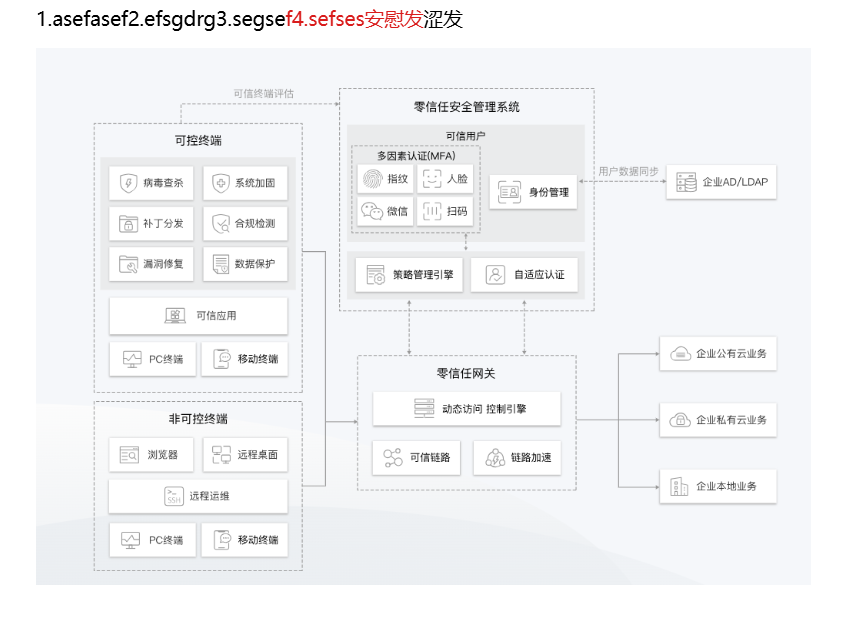 1.asefasef2.efsgdrg3.segsef4.sefses安慰发涩发
可信终端评估
可控终端
病毒查杀
系统加固
补丁分发
合规检测
漏洞修复
数据保护
可信应用
PC终端
移动终端
非可控终端
浏览器
远程桌面
SSH
远程运维
PC终端
移动终端
零信任安全管理系统
可信用户
多因素认证(MFA)
指纹
人脸
微信
扫码
身份管理
策略管理引擎
自适应认证
用户数据同步
企业AD/LDAP
零信任网关
动态访问 控制引擎
可信链路
链路加速
企业公有云业务
企业私有云业务
企业本地业务